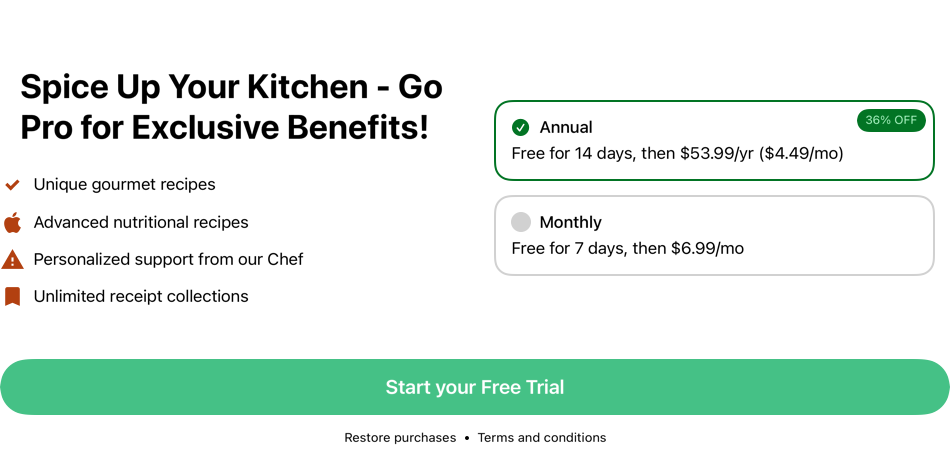 Spice Up Your Kitchen - Go
Pro for Exclusive Benefits!
Unique gourmet recipes
Advanced nutritional recipes
Personalized support from our Chef
Unlimited receipt collections
Annual
36% OFF
Free for 14 days, then $53.99/yr ($4.49/mo)
Monthly
Free for 7 days, then $6.99/mo
Start your Free Trial
Restore purchases • Terms and conditions